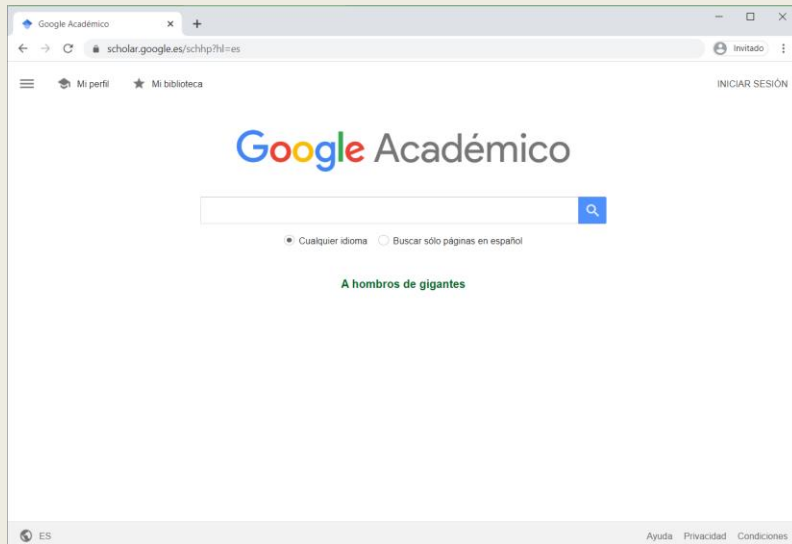 Google Académico
scholar.google.es/schhp?hl=es
Invitado
Mi perfil Mi biblioteca INICIAR SESIÓN
Google Académico
Cualquier idioma Buscar sólo páginas en español
A hombros de gigantes
ES Ayuda Privacidad Condiciones